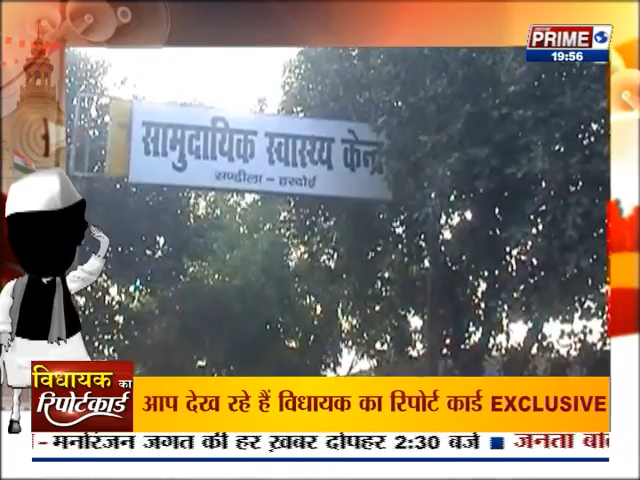 PRIME
19:56
सामुदायिक स्वास्थ्य केन्द्र
सण्डीला - हरदोई
विधायक का
रिपोर्टकार्ड
आप देख रहे हैं विधायक का रिपोर्ट कार्ड EXCLUSIVE
- मनोरंजन जगत की हर ख़बर दोपहर 2:30 बजे ■ जनता